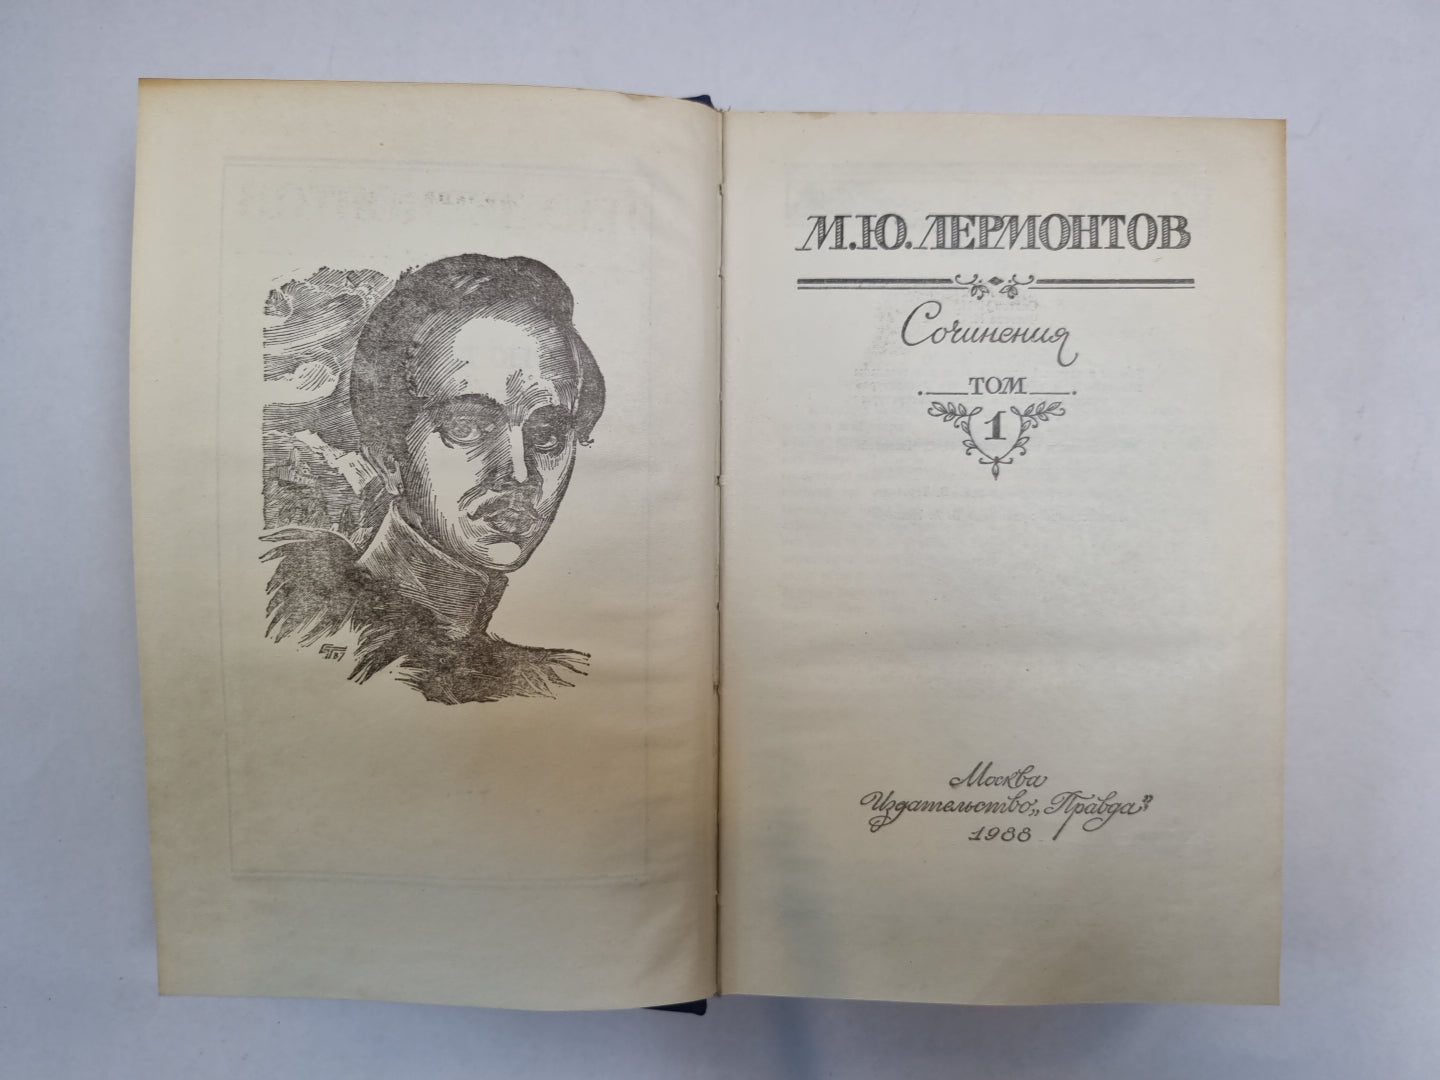 М.Ю. ЛЕРМОНТОВ
Сочинения
ТОМ
1
Москва
Издательство „Правда”
1988